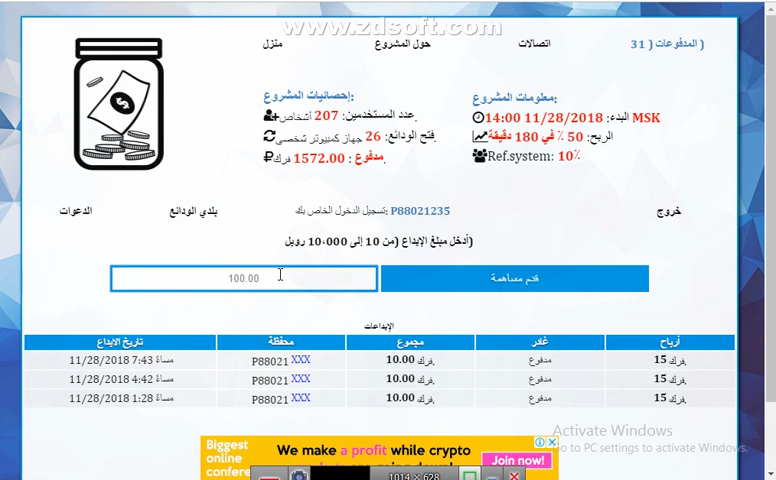 www.zdsoft.com
( المدفوعات ( 31
اتصالات
حول المشروع
منزل
معلومات المشروع:
البدء: 11/28/2018 14:00 MSK
الربح: 50 ٪ في 180 دقيقة
Ref.system: 10٪
إحصائيات المشروع:
عدد المستخدمين: 207 أشخاص.
فتح الودائع: 26 جهاز كمبيوتر شخصى.
مدفوع : 1572.00 فرك.
خروج
تسجيل الدخول الخاص بك: P88021235
بلدي الودائع
الدعوات
(أدخل مبلغ الإيداع (من 10 إلى 10،000 روبل
100.00
قدم مساهمة
الإيداعات
أرباح غادر مجموع محفظة تاريخ الايداع
15 فرك. مدفوع 10.00 فرك. P88021 XXX 11/28/2018 7:43 مساءً
15 فرك. مدفوع 10.00 فرك. P88021 XXX 11/28/2018 4:42 مساءً
15 فرك. مدفوع 10.00 فرك. P88021 XXX 11/28/2018 1:28 مساءً
Activate Windows
Go to PC settings to activate Windows.
Biggest
online
confere
We make a profit while crypto
Join now!
1014 × 628